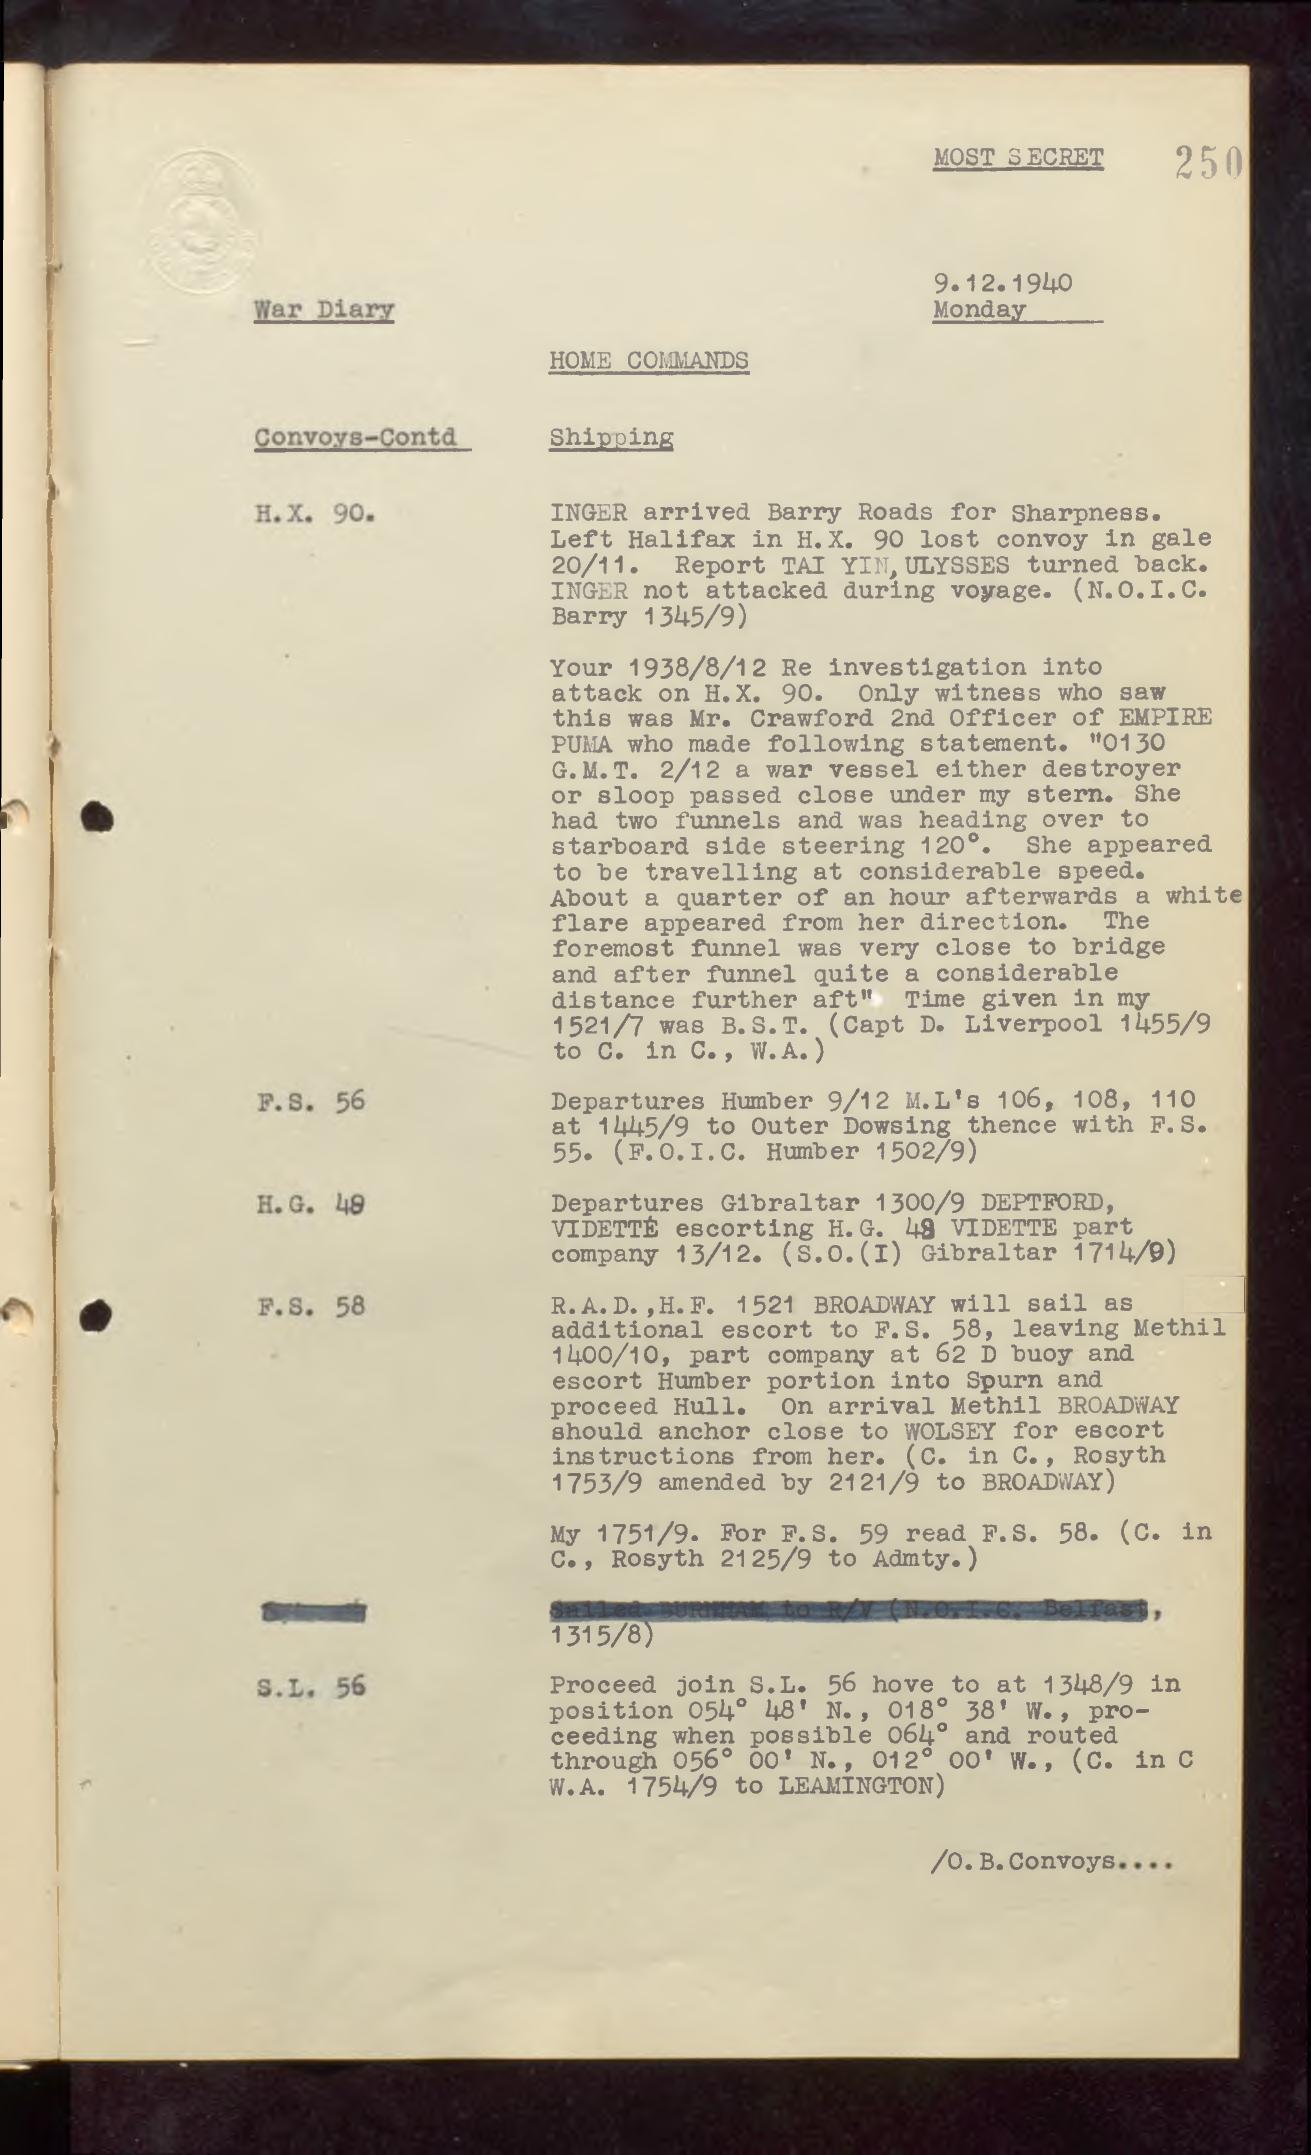 MOST SECRET 250
9.12.1940
War Diary Monday
HOME COMMANDS
Convoys-Contd Shipping
H.X. 90. INGER arrived Barry Roads for Sharpness.
Left Halifax in H.X. 90 lost convoy in gale
20/11. Report TAI YIN, ULYSSES turned back.
INGER not attacked during voyage. (N.O.I.C.
Barry 1345/9)
Your 1938/8/12 Re investigation into
attack on H.X. 90. Only witness who saw
this was Mr. Crawford 2nd Officer of EMPIRE
PUMA who made following statement. "0130
G.M.T. 2/12 a war vessel either destroyer
or sloop passed close under my stern. She
had two funnels and was heading over to
starboard side steering 120°. She appeared
to be travelling at considerable speed.
About a quarter of an hour afterwards a white
flare appeared from her direction. The
foremost funnel was very close to bridge
and after funnel quite a considerable
distance further aft" Time given in my
1521/7 was B.S.T. (Capt D. Liverpool 1455/9
to C. in C., W.A.)
F.S. 56 Departures Humber 9/12 M.L's 106, 108, 110
at 1445/9 to Outer Dowsing thence with F.S.
55. (F.O.I.C. Humber 1502/9)
H.G. 48 Departures Gibraltar 1300/9 DEPTFORD,
VIDETTE escorting H.G. 48 VIDETTE part
company 13/12. (S.O.(I) Gibraltar 1714/9)
F.S. 58 R.A.D.,H.F. 1521 BROADWAY will sail as
additional escort to F.S. 58, leaving Methil
1400/10, part company at 62 D buoy and
escort Humber portion into Spurn and
proceed Hull. On arrival Methil BROADWAY
should anchor close to WOLSEY for escort
instructions from her. (C. in C., Rosyth
1753/9 amended by 2121/9 to BROADWAY)
My 1751/9. For F.S. 59 read F.S. 58. (C. in
C., Rosyth 2125/9 to Admty.)
Sailed BURNHAM to R/V (N.O.I.C. Belfast,
1315/8)
S.L. 56 Proceed join S.L. 56 hove to at 1348/9 in
position 054° 48' N., 018° 38' W., pro-
ceeding when possible 064° and routed
through 056° 00' N., 012° 00' W., (C. in C
W.A. 1754/9 to LEAMINGTON)
/O.B.Convoys....